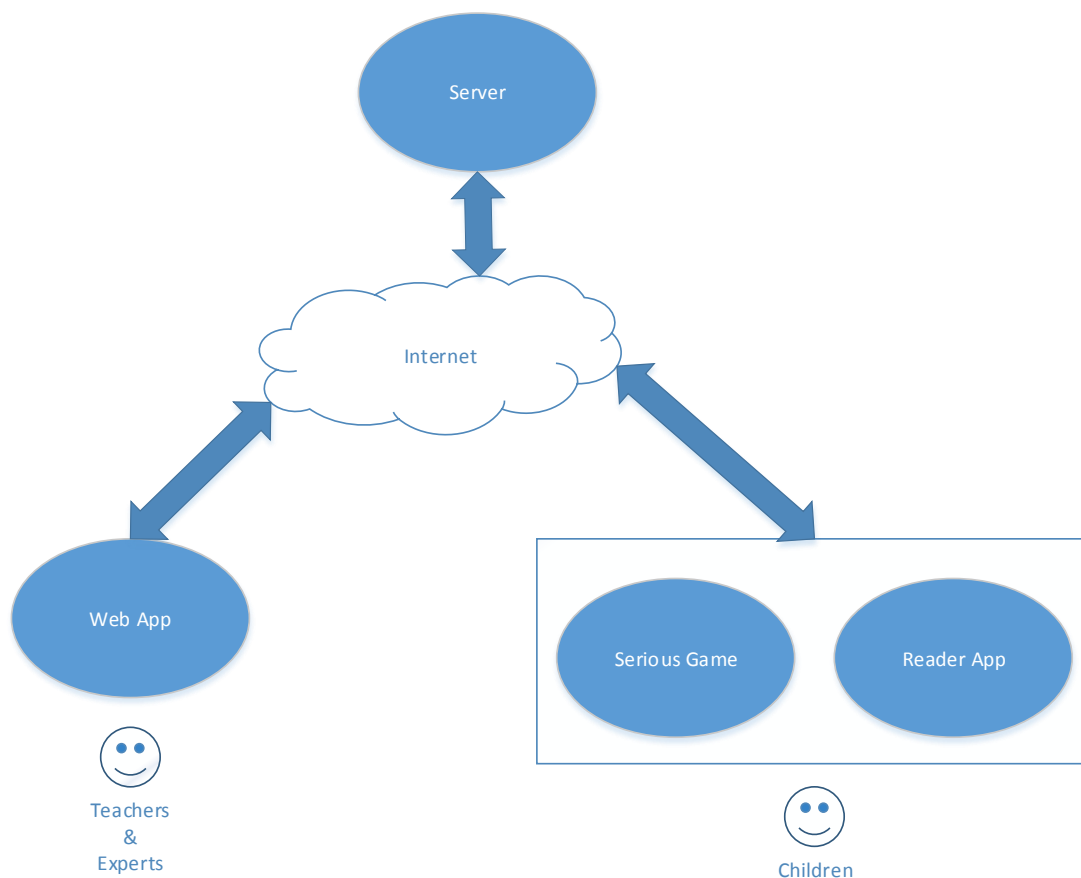 Server
Internet
Web App
Serious Game
Reader App
Teachers
&
Experts
Children